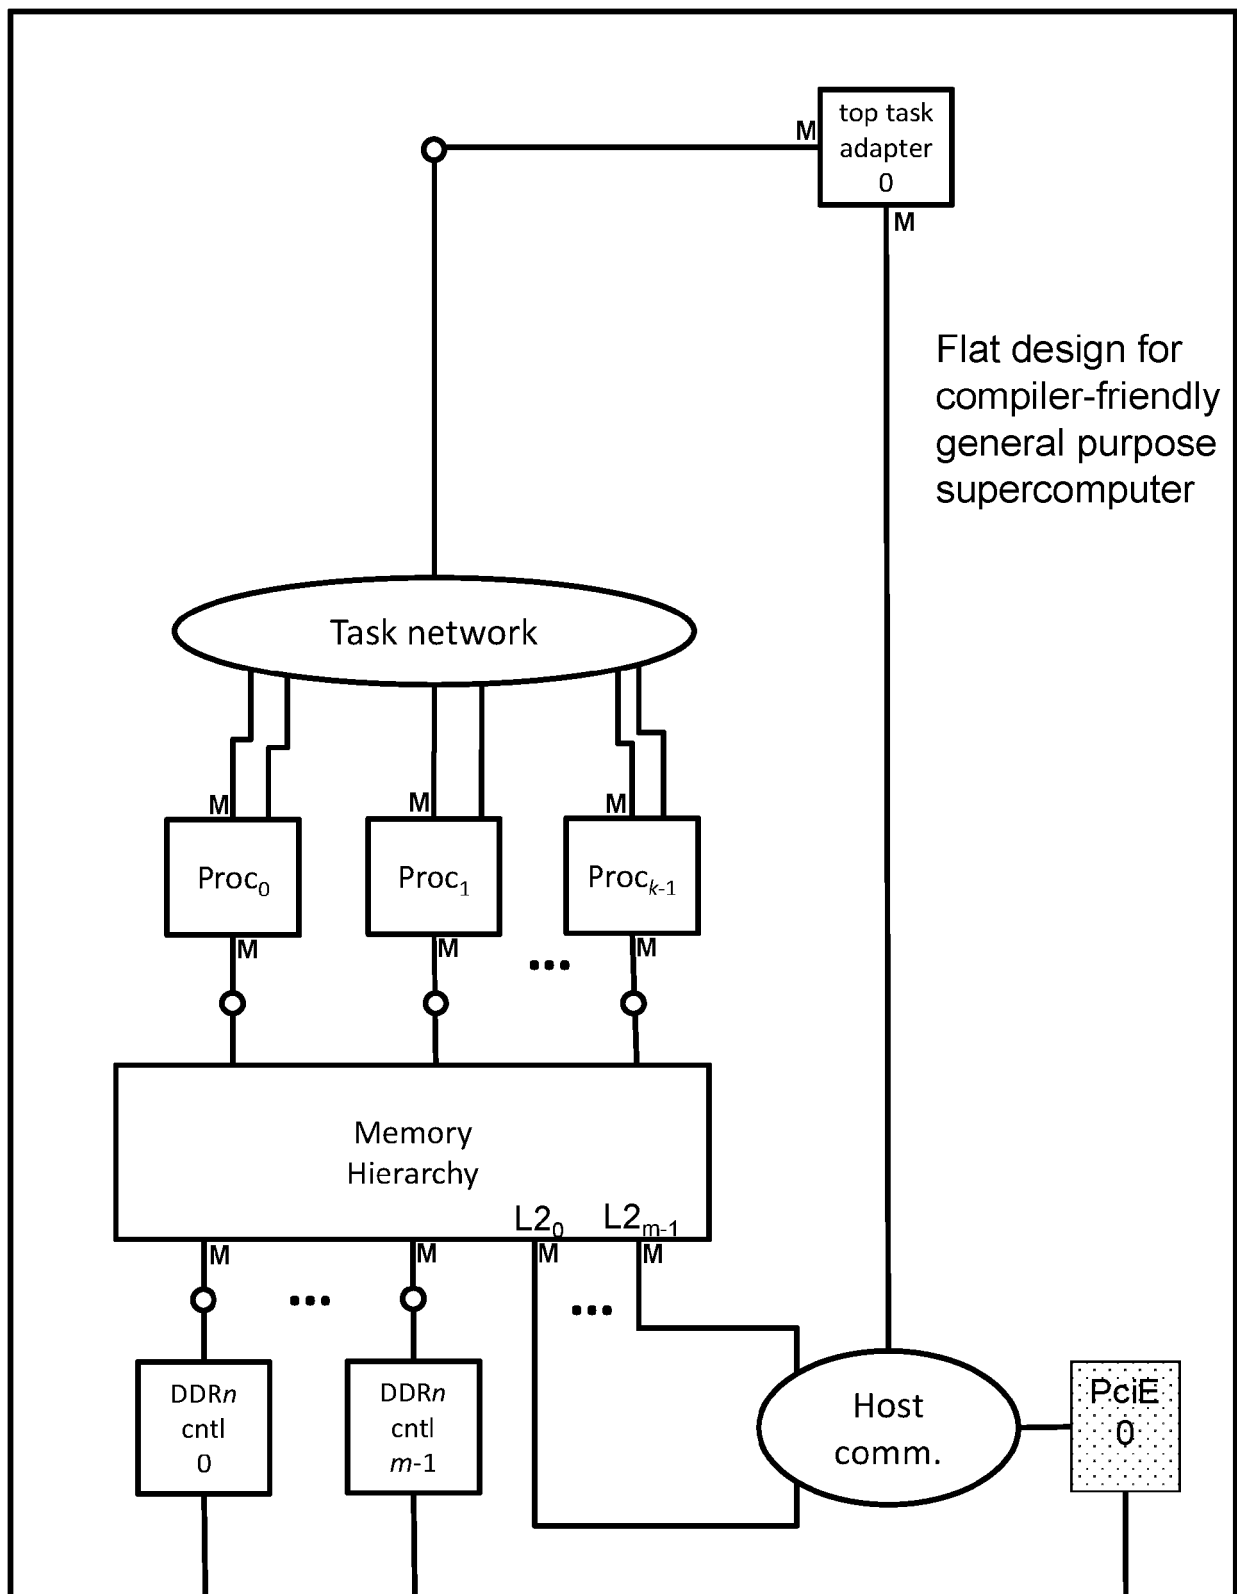 top task
adapter
0
M
M
Flat design for
compiler-friendly
general purpose
supercomputer
Task network
M
M
M
Proc0
Proc1
Prock-1
M
M
M
...
Memory
Hierarchy
L20
L2m-1
M
M
M
M
...
...
DDRn
cntl
0
DDRn
cntl
m-1
Host
comm.
PciE
0